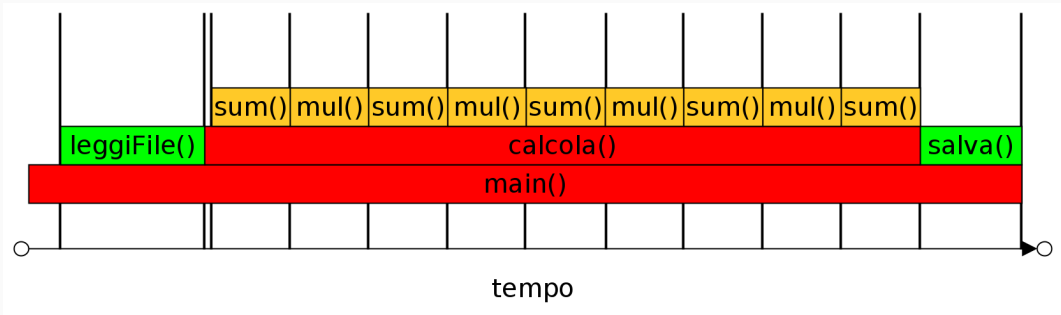 sum() mul() sum() mul() sum() mul() sum() mul() sum()
leggiFile() calcola() salva()
main()
tempo